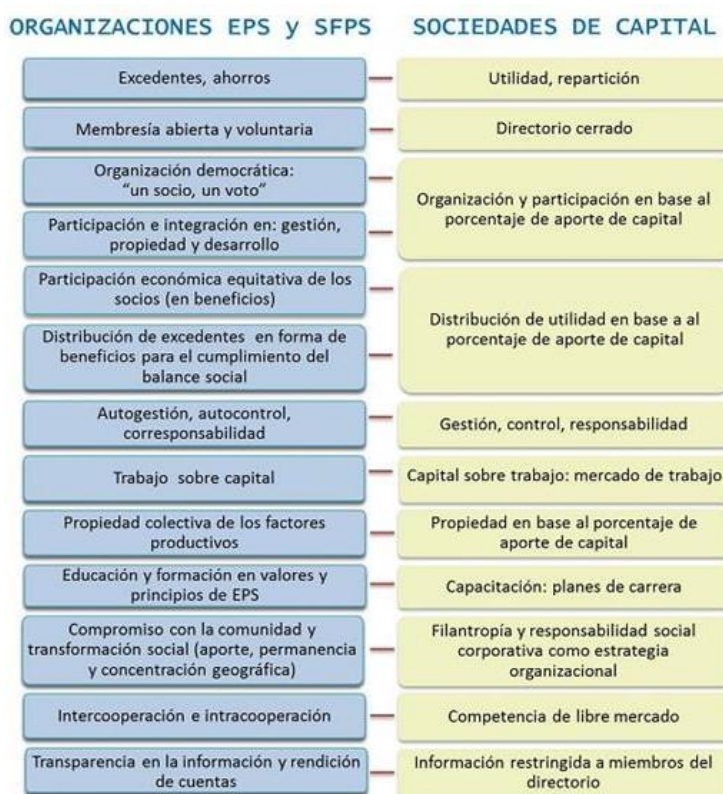 ORGANIZACIONES EPS y SFPS
SOCIEDADES DE CAPITAL
Excedentes, ahorros
Utilidad, repartición
Membresía abierta y voluntaria
Directorio cerrado
Organización democrática:
“un socio, un voto”
Participación e integración en: gestión,
propiedad y desarrollo
Organización y participación en base al
porcentaje de aporte de capital
Participación económica equitativa de los
socios (en beneficios)
Distribución de excedentes en forma de
beneficios para el cumplimiento del
balance social
Distribución de utilidad en base a al
porcentaje de aporte de capital
Autogestión, autocontrol,
corresponsabilidad
Gestión, control, responsabilidad
Trabajo sobre capital
Capital sobre trabajo: mercado de trabajo
Propiedad colectiva de los factores
productivos
Propiedad en base al porcentaje de
aporte de capital
Educación y formación en valores y
principios de EPS
Capacitación: planes de carrera
Compromiso con la comunidad y
transformación social (aporte, permanencia
y concentración geográfica)
Filantropía y responsabilidad social
corporativa como estrategia
organizacional
Intercooperación e intracooperación
Competencia de libre mercado
Transparencia en la información y rendición
de cuentas
Información restringida a miembros del
directorio